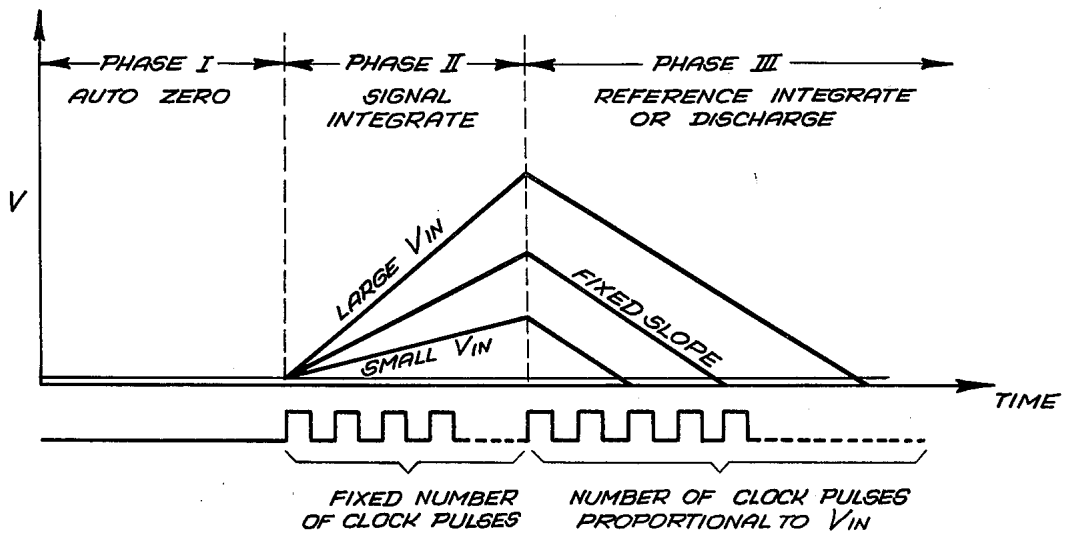 PHASE I
AUTO ZERO
PHASE II
SIGNAL
INTEGRATE
PHASE III
REFERENCE INTEGRATE
OR DISCHARGE
V
LARGE VIN
SMALL VIN
FIXED SLOPE
TIME
FIXED NUMBER
OF CLOCK PULSES
NUMBER OF CLOCK PULSES
PROPORTIONAL TO VIN